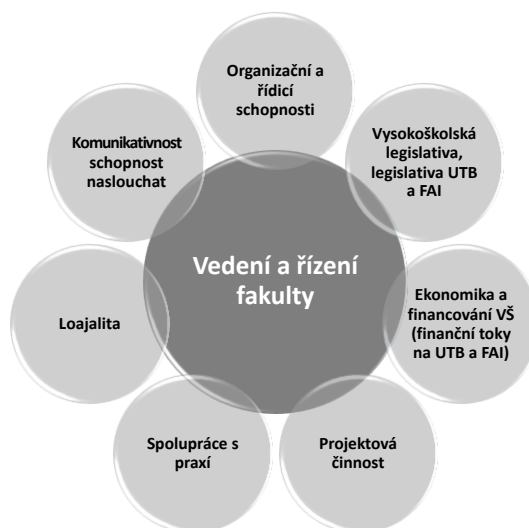 Organizační a
řídicí
schopnosti
Vysokoškolská
legislativa,
legislativa UTB
a FAI
Ekonomika a
financování VŠ
(finanční toky
na UTB a FAI)
Projektová
činnost
Spolupráce s
praxí
Loajalita
Komunikativnost
schopnost
naslouchat
Vedení a řízení
fakulty